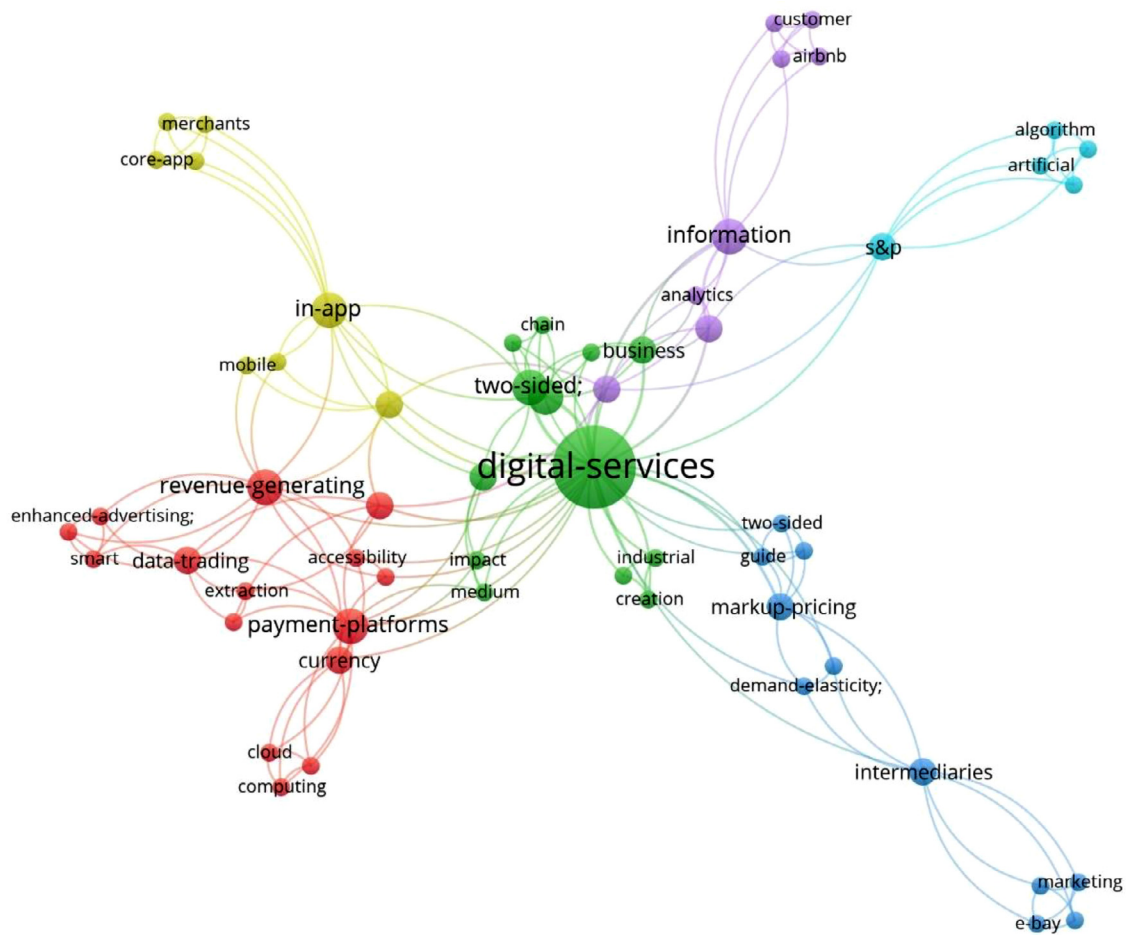 customer
airbnb
merchants
core-app
algorithm
artificial
information
s&p
analytics
in-app
chain
business
mobile
two-sided;
digital-services
revenue-generating
enhanced-advertising;
two-sided
smart
data-trading
accessibility
impact
industrial
guide
extraction
medium
creation
markup-pricing
payment-platforms
currency
demand-elasticity;
cloud
computing
intermediaries
marketing
e-bay